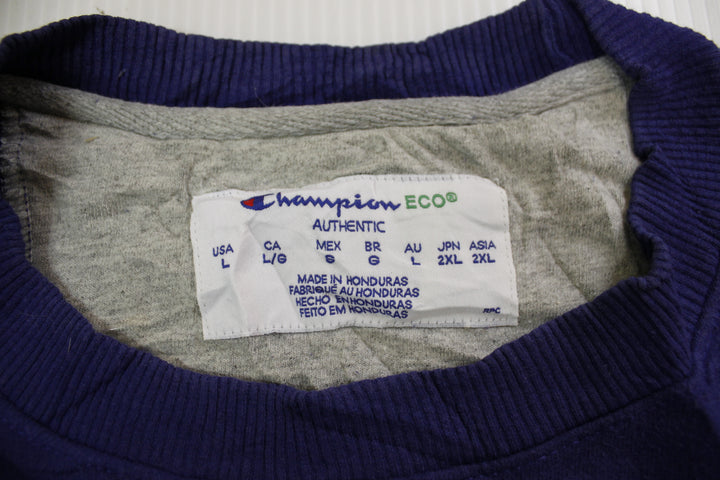 Champion ECO®
AUTHENTIC
USA CA MEX BR AU JPN ASIA
L L/G G G L 2XL 2XL
MADE IN HONDURAS
FABRIQUÉ AU HONDURAS
HECHO EN HONDURAS
FEITO EM HONDURAS
RPC